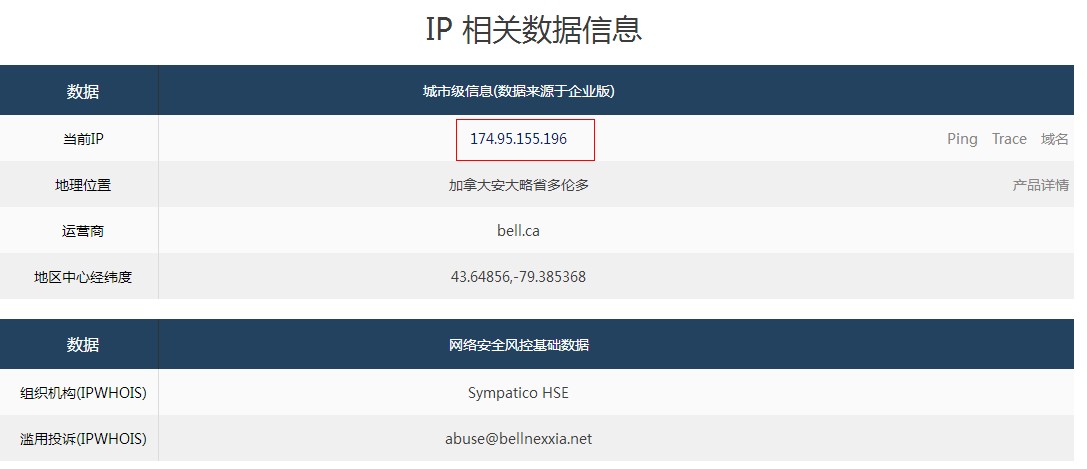 IP 相关数据信息
数据 城市级信息(数据来源于企业版)
当前IP 174.95.155.196 Ping Trace 域名
地理位置 加拿大安大略省多伦多 产品详情
运营商 bell.ca
地区中心经纬度 43.64856,-79.385368
数据 网络安全风控基础数据
组织机构(IPWHOIS) Sympatico HSE
滥用投诉(IPWHOIS) abuse@bellnexxia.net